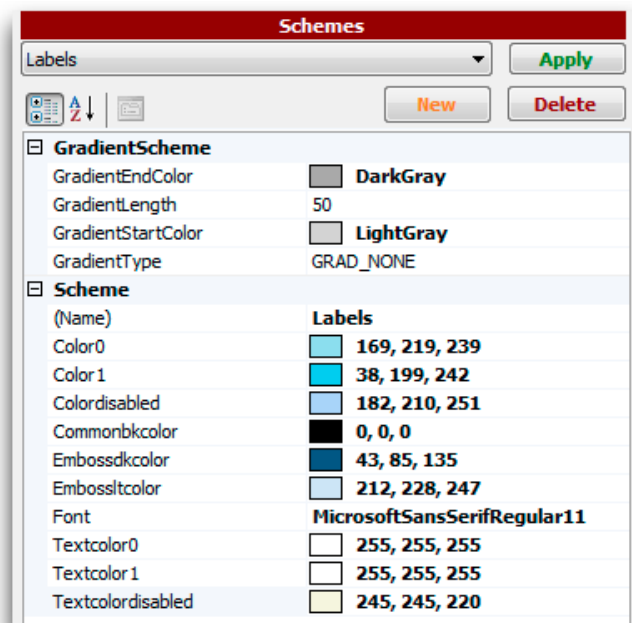 Schemes
Labels Apply
A Z New Delete
GradientScheme
GradientEndColor DarkGray
GradientLength 50
GradientStartColor LightGray
GradientType GRAD_NONE
Scheme
(Name) Labels
Color0 169, 219, 239
Color1 38, 199, 242
Colordisabled 182, 210, 251
Commonbkcolor 0, 0, 0
Embossdkcolor 43, 85, 135
Embossltcolor 212, 228, 247
Font MicrosoftSansSerifRegular11
Textcolor0 255, 255, 255
Textcolor1 255, 255, 255
Textcolordisabled 245, 245, 220